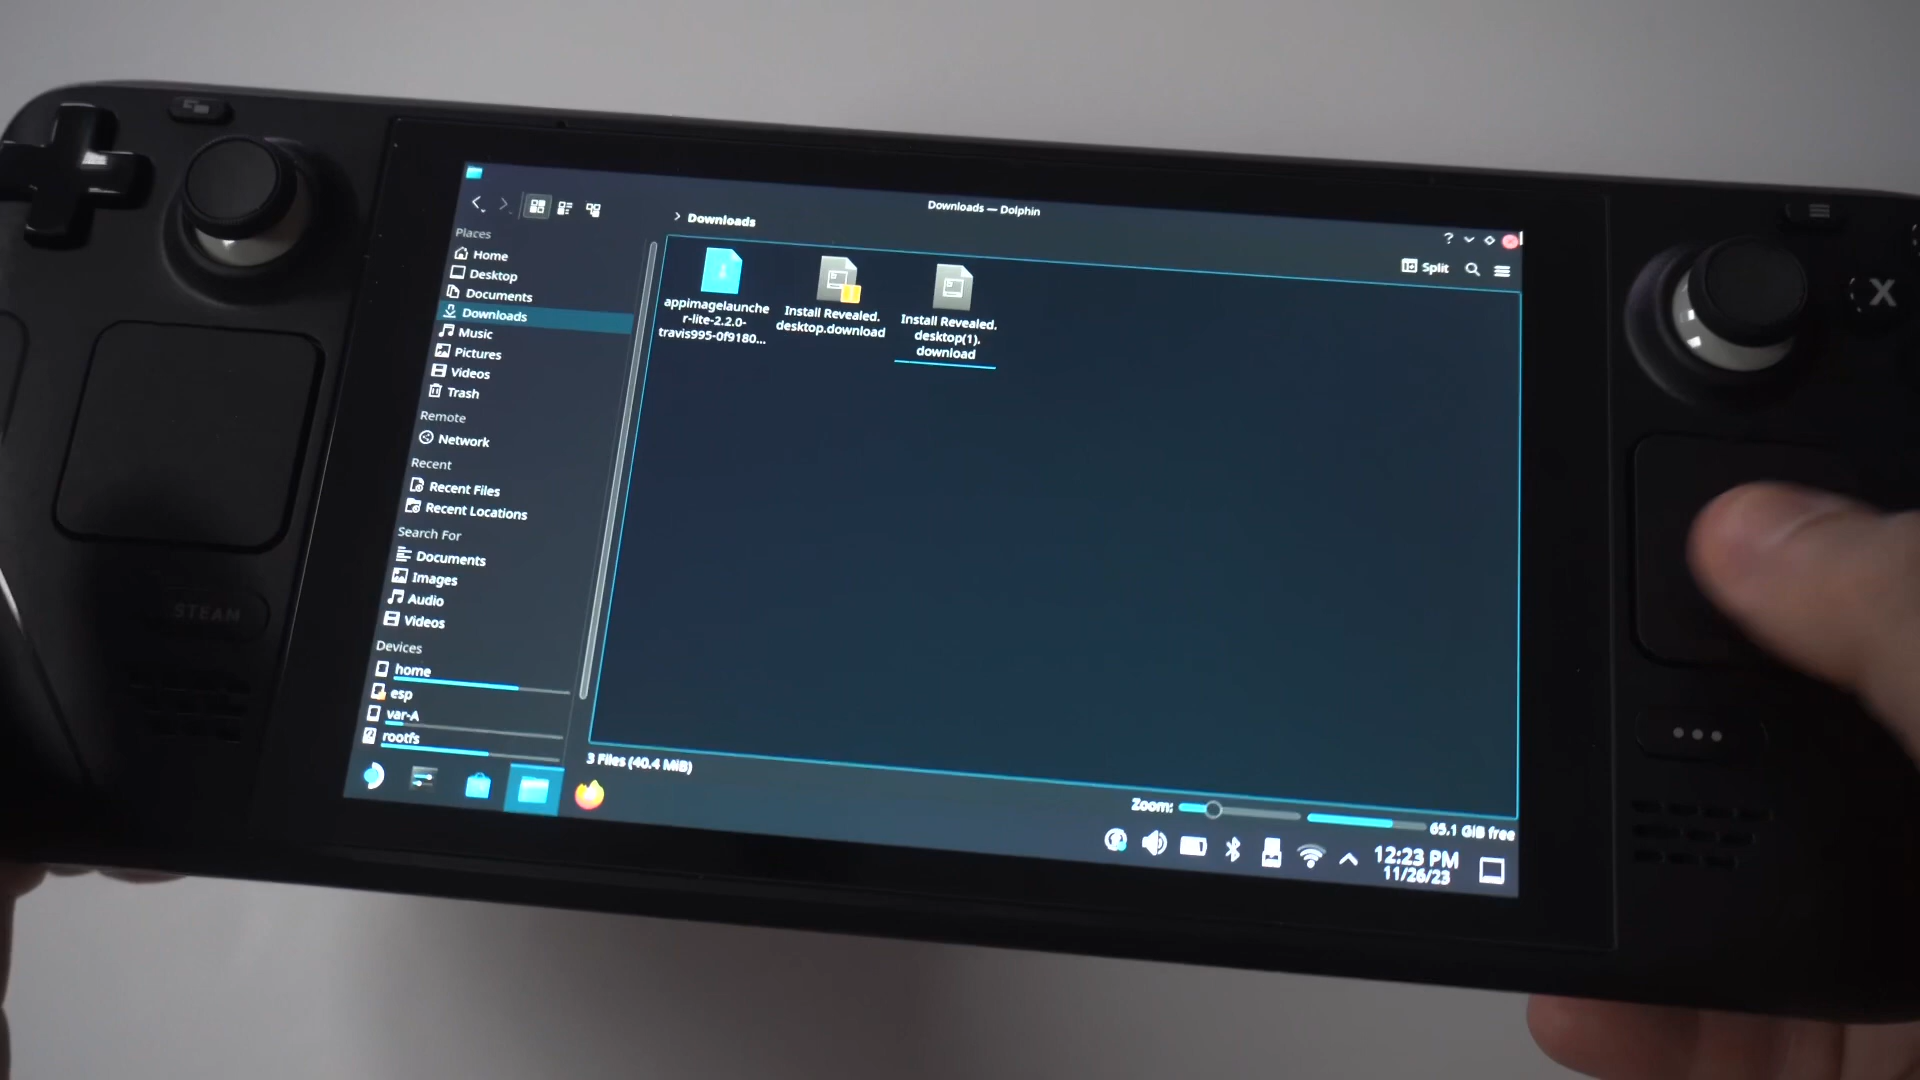 Downloads — Dolphin
Downloads
Split
Places
Home
Desktop
Documents
Downloads
Music
Pictures
Videos
Trash
Remote
Network
Recent
Recent Files
Recent Locations
Search For
Documents
Images
Audio
Videos
Devices
home
esp
var-A
rootfs
appimagelaunche
r-lite-2.2.0-
travis995-0f9180...
Install Revealed.
desktop.download
Install Revealed.
desktop(1).
download
3 Files (40.4 MiB)
Zoom:
65.1 GiB free
12:23 PM
11/26/23
STEAM
X